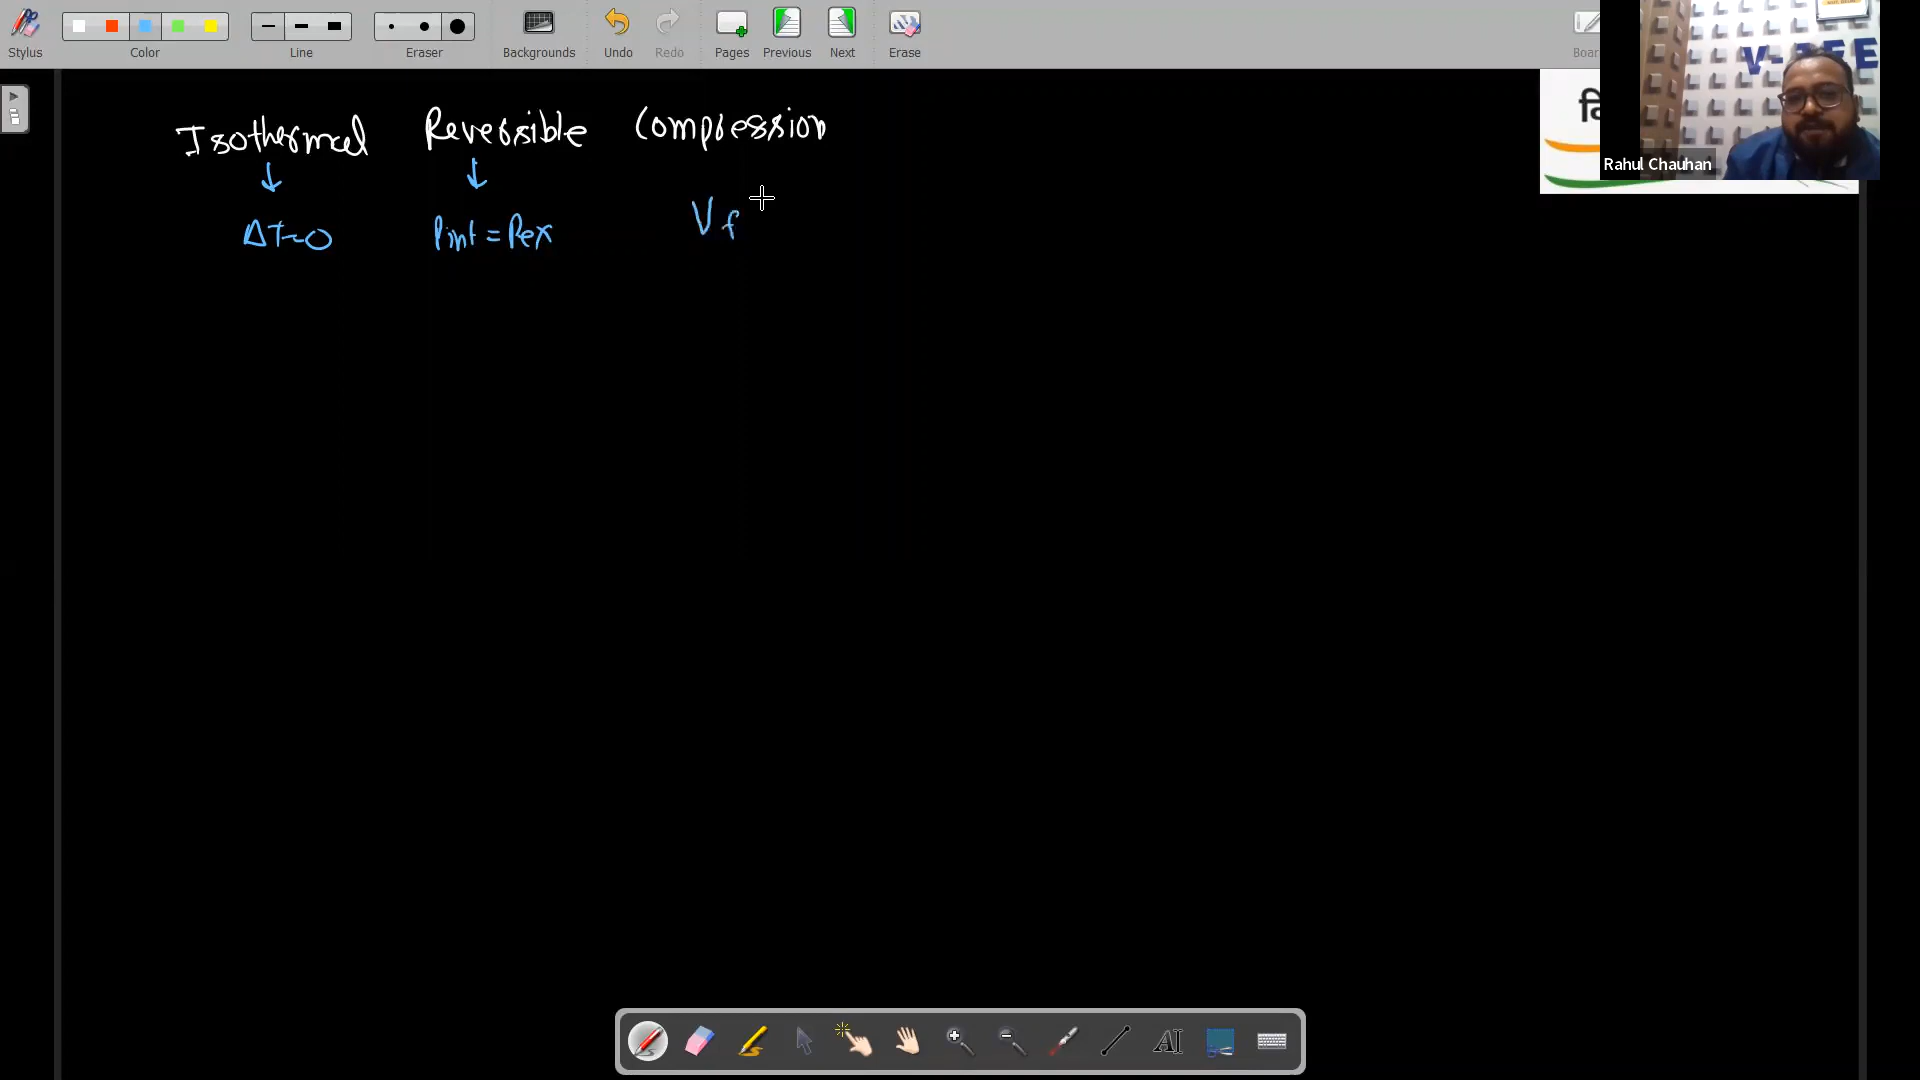 Stylus
Color
Line
Eraser
Backgrounds
Undo
Redo
Pages
Previous
Next
Erase
Isothermal Reversible Compression
ΔT=0 Pint = Pex Vf
Rahul Chauhan